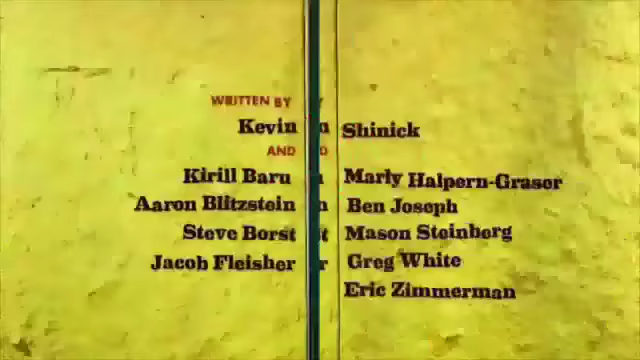 WRITTEN BY
Kevin Shinick
AND
Kirill Baru Marly Halpern-Graser
Aaron Blitzstein Ben Joseph
Steve Borst Mason Steinberg
Jacob Fleisher Greg White
Eric Zimmerman